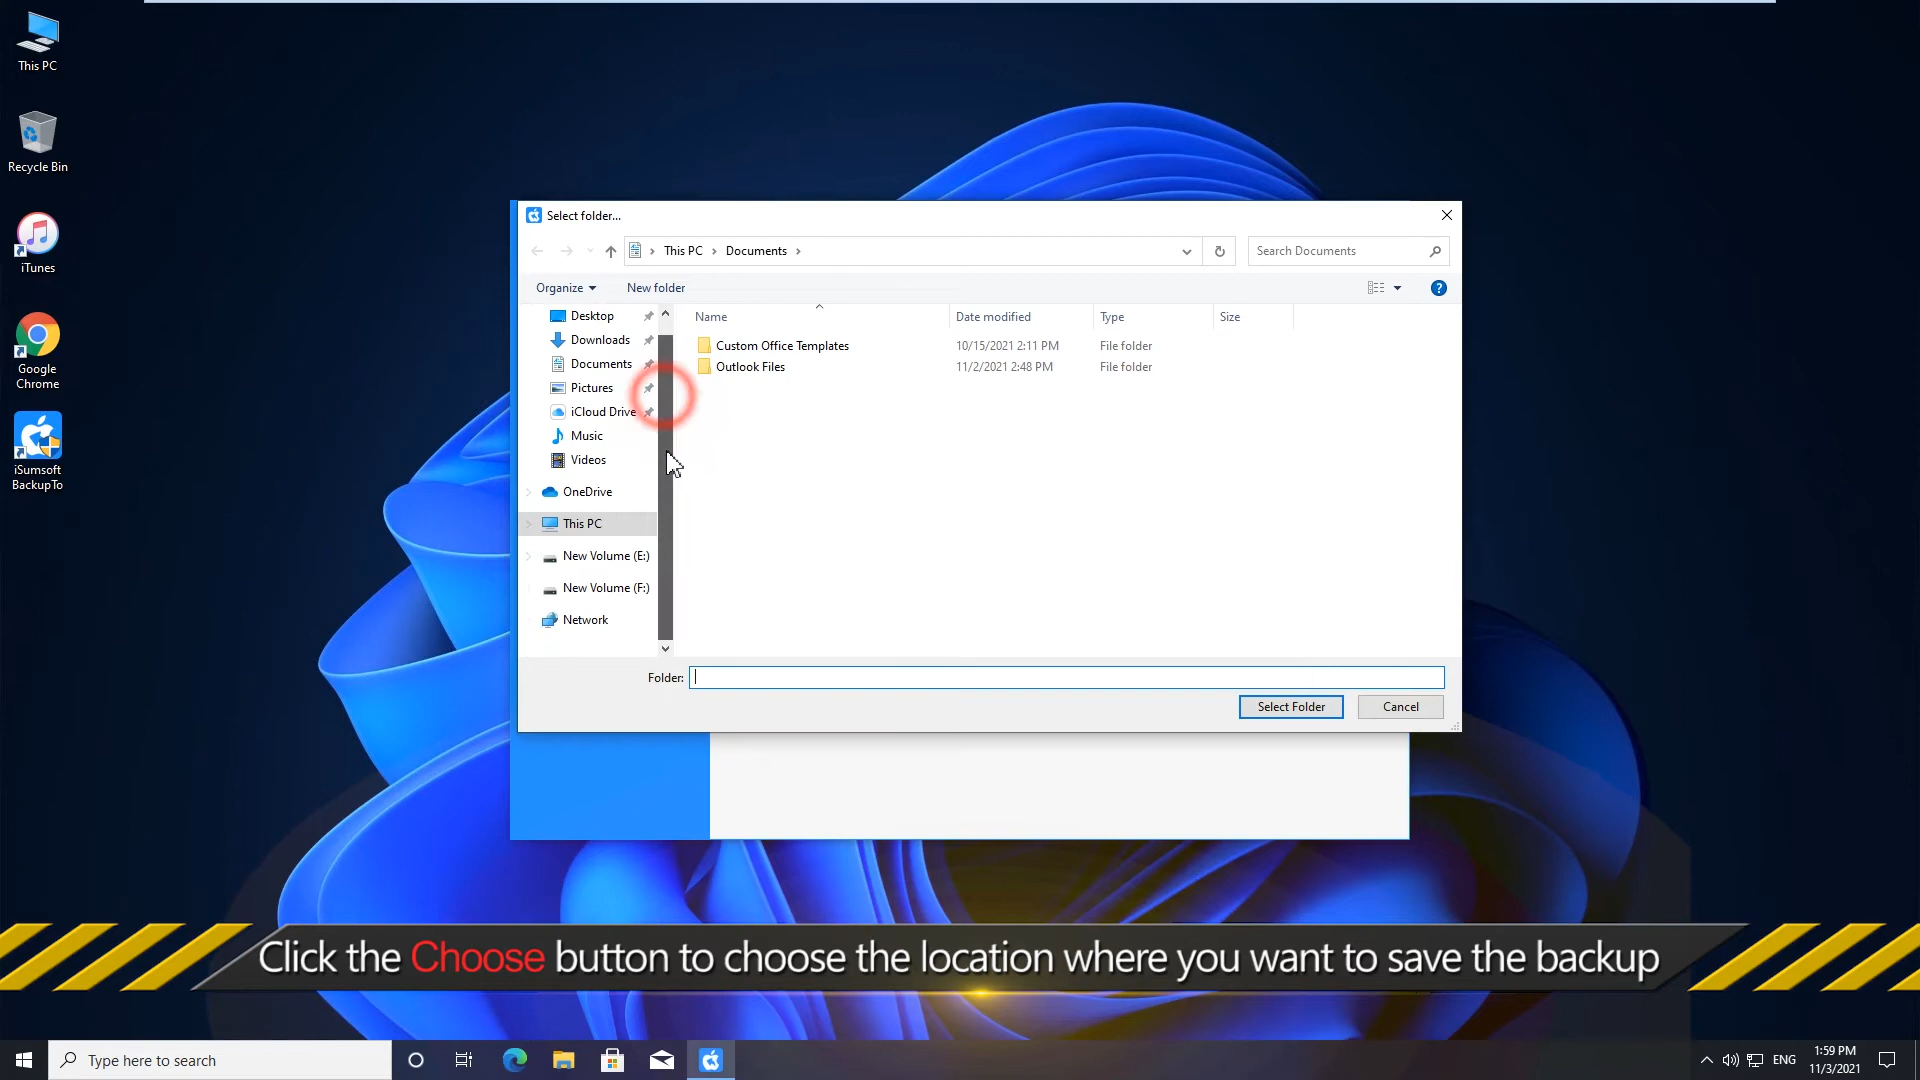 This PC
Recycle Bin
iTunes
Google
Chrome
iSumsoft
BackupTo
Select folder...
This PC
Documents
Search Documents
Organize
New folder
Desktop
Downloads
Documents
Pictures
iCloud Drive
Music
Videos
OneDrive
This PC
New Volume (E:)
New Volume (F:)
Network
Name
Date modified
Type
Size
Custom Office Templates
10/15/2021 2:11 PM
File folder
Outlook Files
11/2/2021 2:48 PM
File folder
Folder:
Select Folder
Cancel
Click the Choose button to choose the location where you want to save the backup
Type here to search
ENG
1:59 PM
11/3/2021